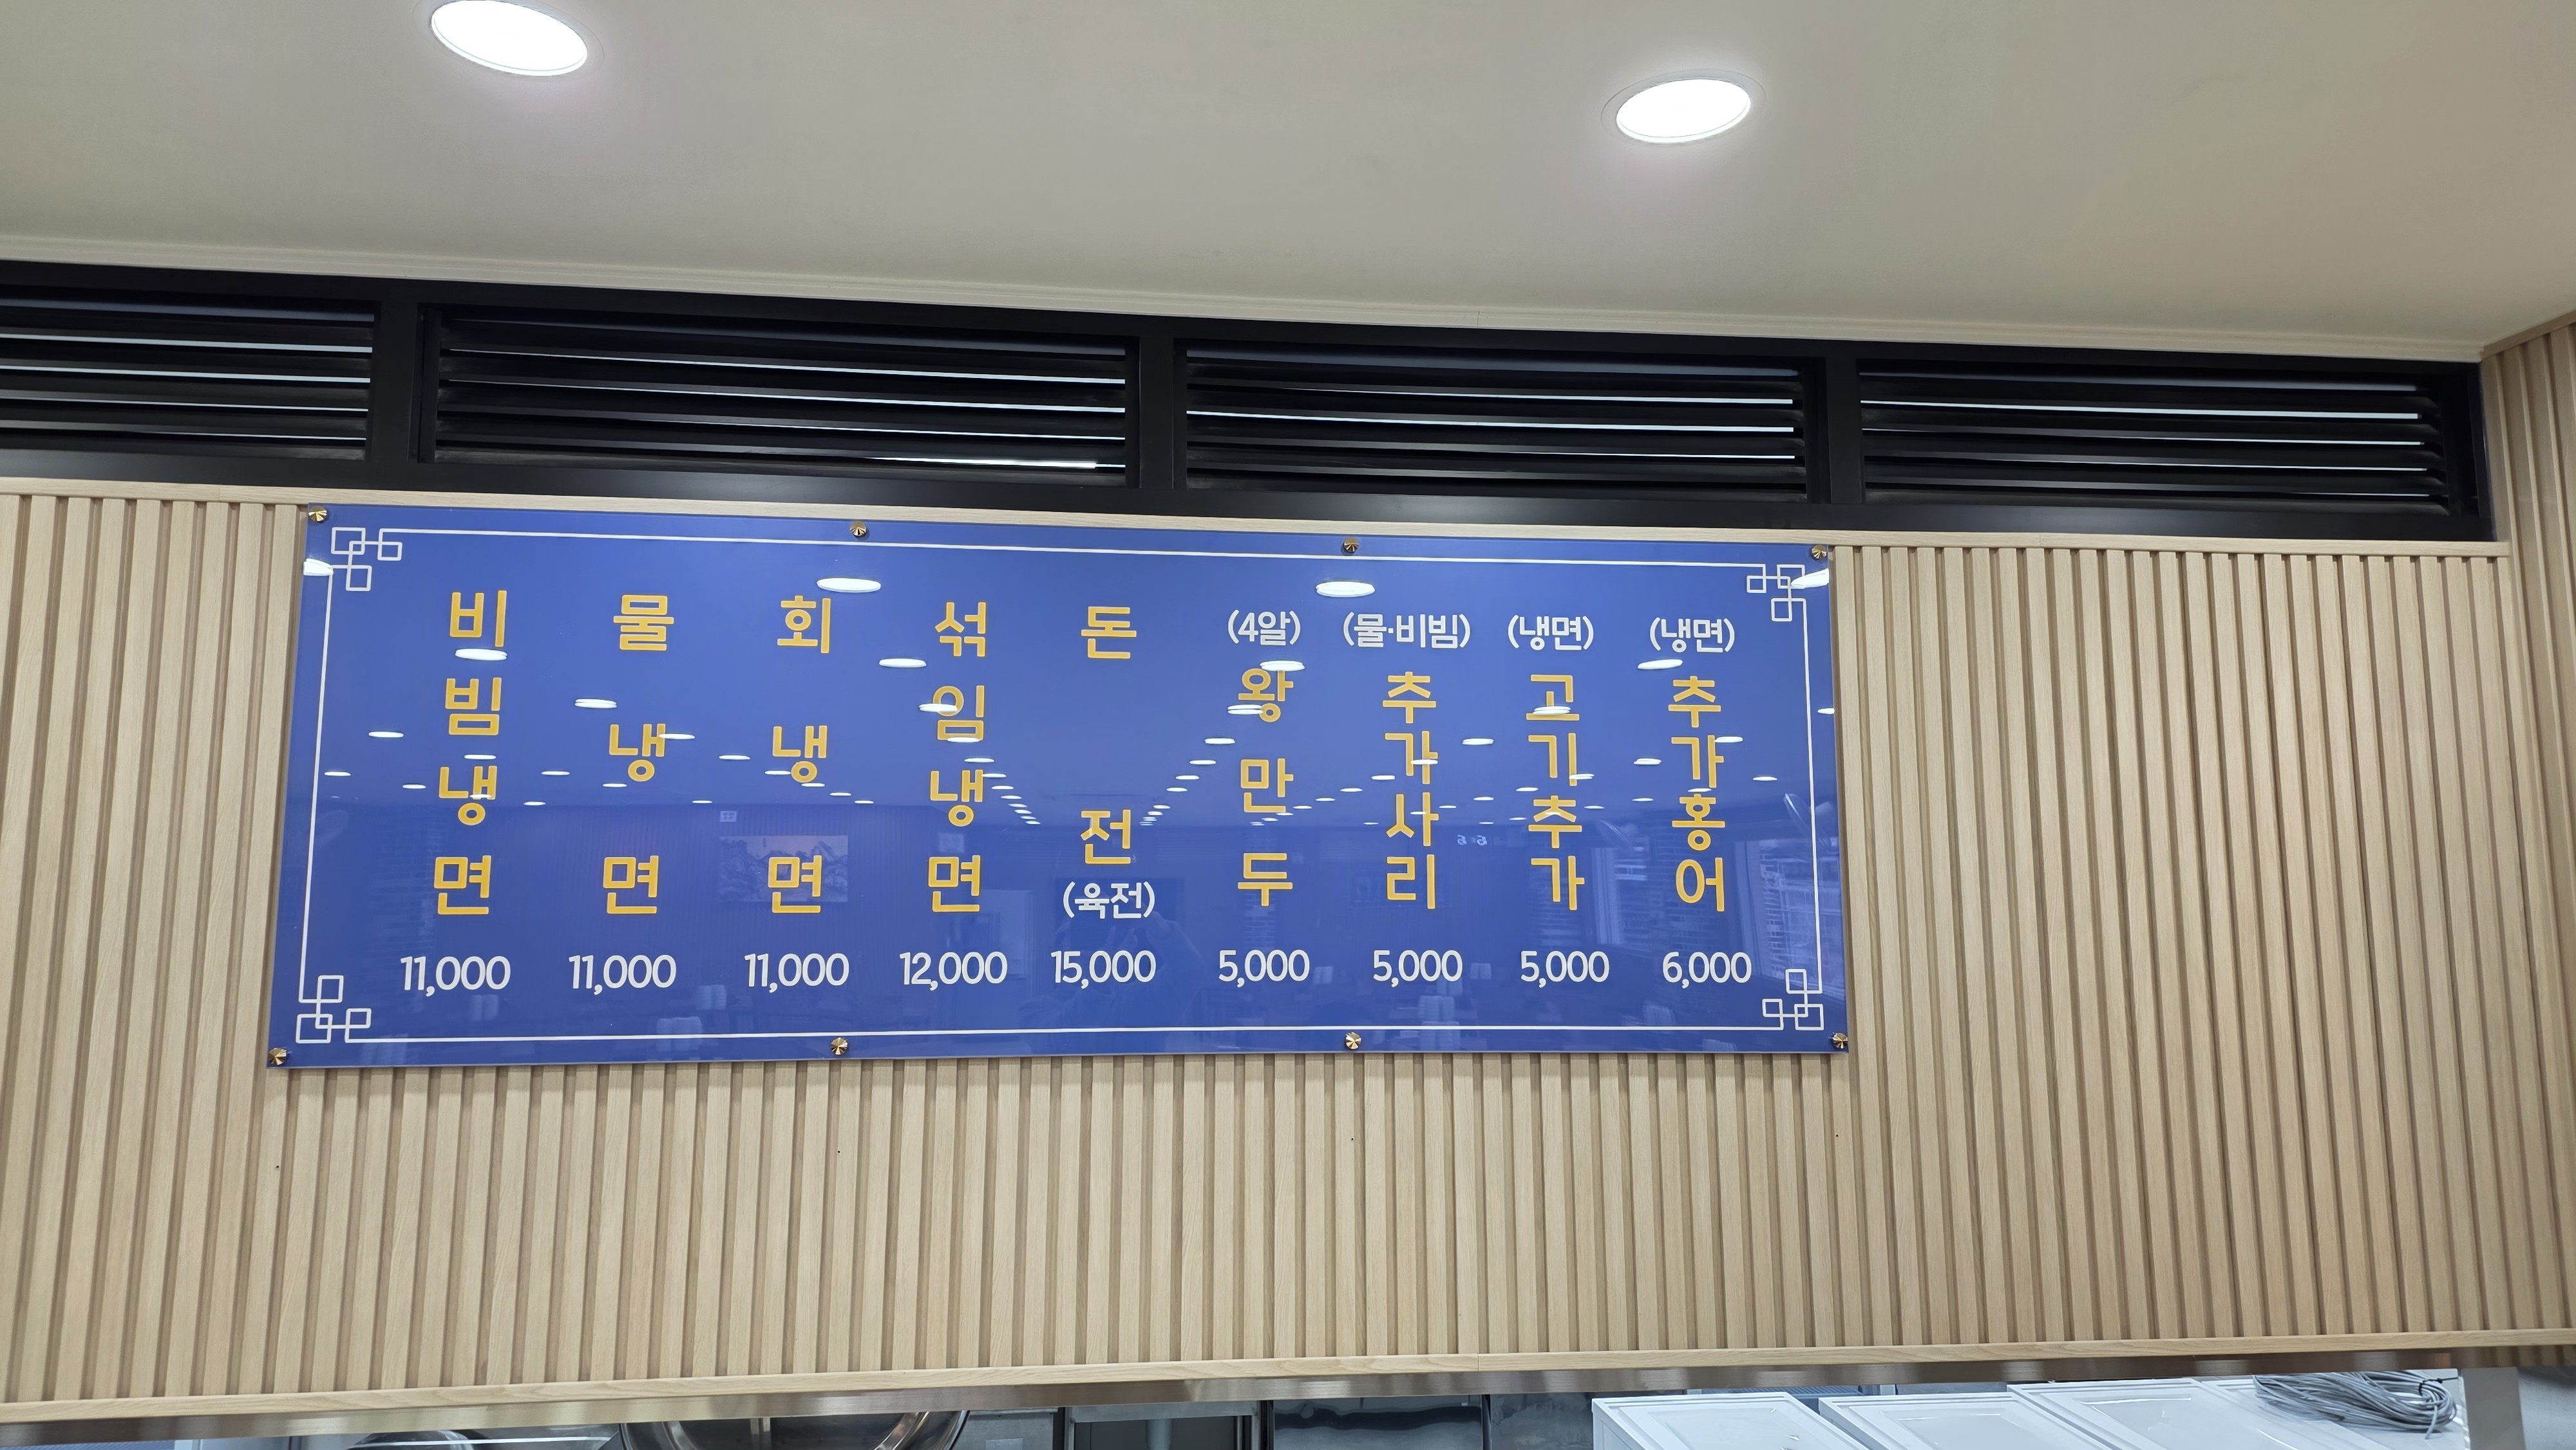 비빔냉면 11,000
물냉면 11,000
회냉면 11,000
섞임냉면 12,000
돈전 (육전) 15,000
(4알) 왕만두 5,000
(물·비빔) 추가사리 5,000
(냉면) 고기추가 5,000
(냉면) 추가홍어 6,000